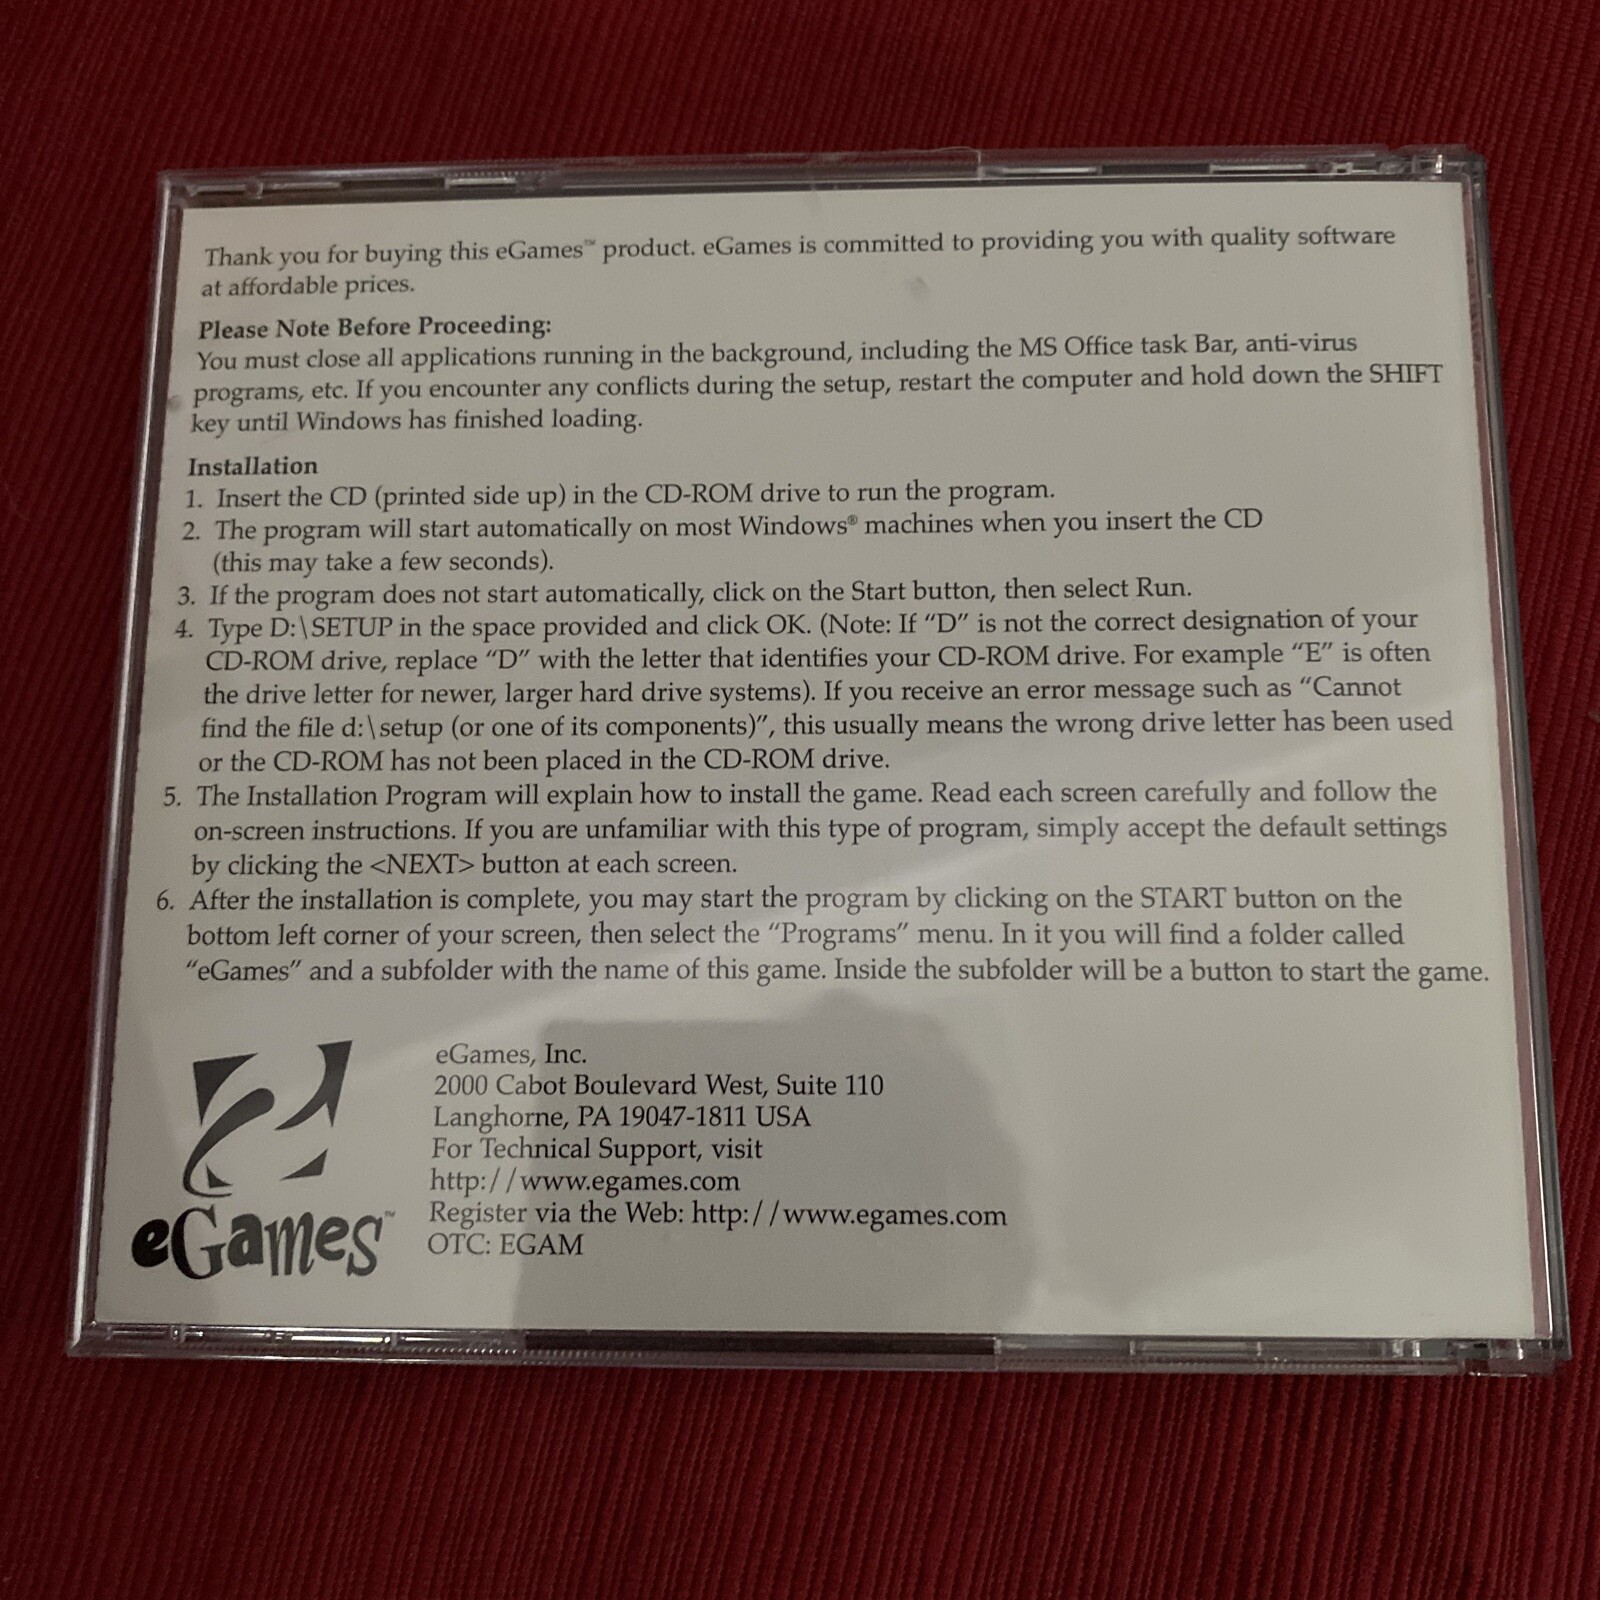 Thank you for buying this eGames™ product. eGames is committed to providing you with quality software
at affordable prices.
Please Note Before Proceeding:
You must close all applications running in the background, including the MS Office task Bar, anti-virus
programs, etc. If you encounter any conflicts during the setup, restart the computer and hold down the SHIFT
key until Windows has finished loading.
Installation
1. Insert the CD (printed side up) in the CD-ROM drive to run the program.
2. The program will start automatically on most Windows® machines when you insert the CD
(this may take a few seconds).
3. If the program does not start automatically, click on the Start button, then select Run.
4. Type D:\SETUP in the space provided and click OK. (Note: If “D” is not the correct designation of your
CD-ROM drive, replace “D” with the letter that identifies your CD-ROM drive. For example “E” is often
the drive letter for newer, larger hard drive systems). If you receive an error message such as “Cannot
find the file d:\setup (or one of its components)”, this usually means the wrong drive letter has been used
or the CD-ROM has not been placed in the CD-ROM drive.
5. The Installation Program will explain how to install the game. Read each screen carefully and follow the
on-screen instructions. If you are unfamiliar with this type of program, simply accept the default settings
by clicking the <NEXT> button at each screen.
6. After the installation is complete, you may start the program by clicking on the START button on the
bottom left corner of your screen, then select the “Programs” menu. In it you will find a folder called
“eGames” and a subfolder with the name of this game. Inside the subfolder will be a button to start the game.
eGames™
eGames, Inc.
2000 Cabot Boulevard West, Suite 110
Langhorne, PA 19047-1811 USA
For Technical Support, visit
http://www.egames.com
Register via the Web: http://www.egames.com
OTC: EGAM